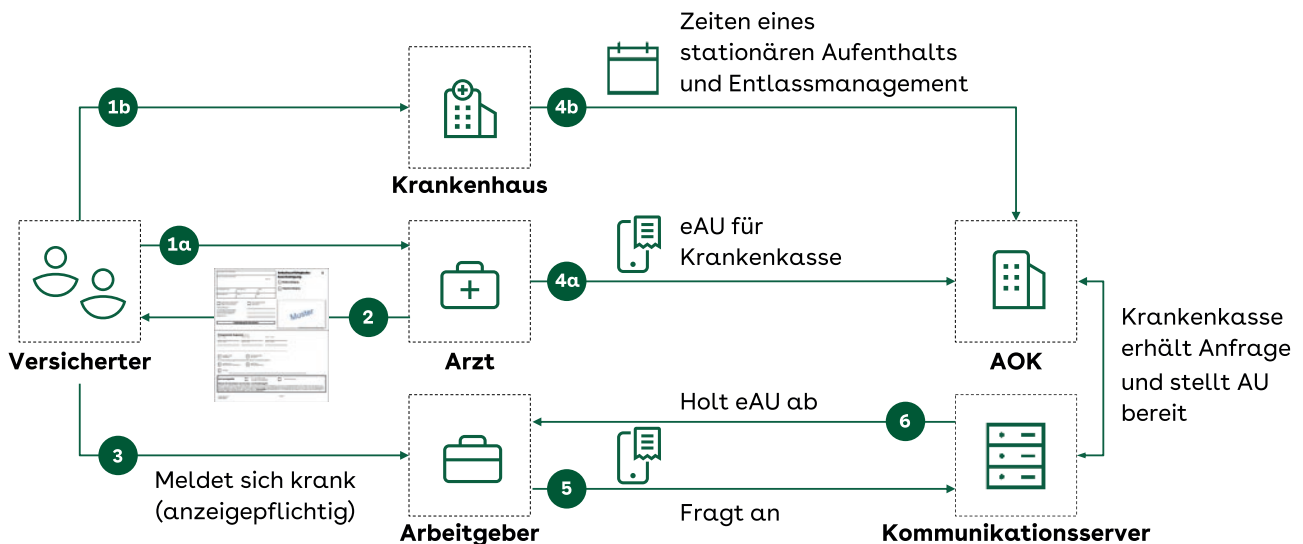 Zeiten eines
stationären Aufenthalts
und Entlassmanagement
1b
4b
Krankenhaus
1a
eAU für
Krankenkasse
4a
2
Muster
Versicherter
Arzt
AOK
Krankenkasse
erhält Anfrage
und stellt AU
bereit
Holt eAU ab
6
3
Meldet sich krank
(anzeigepflichtig)
5
Fragt an
Arbeitgeber
Kommunikationsserver